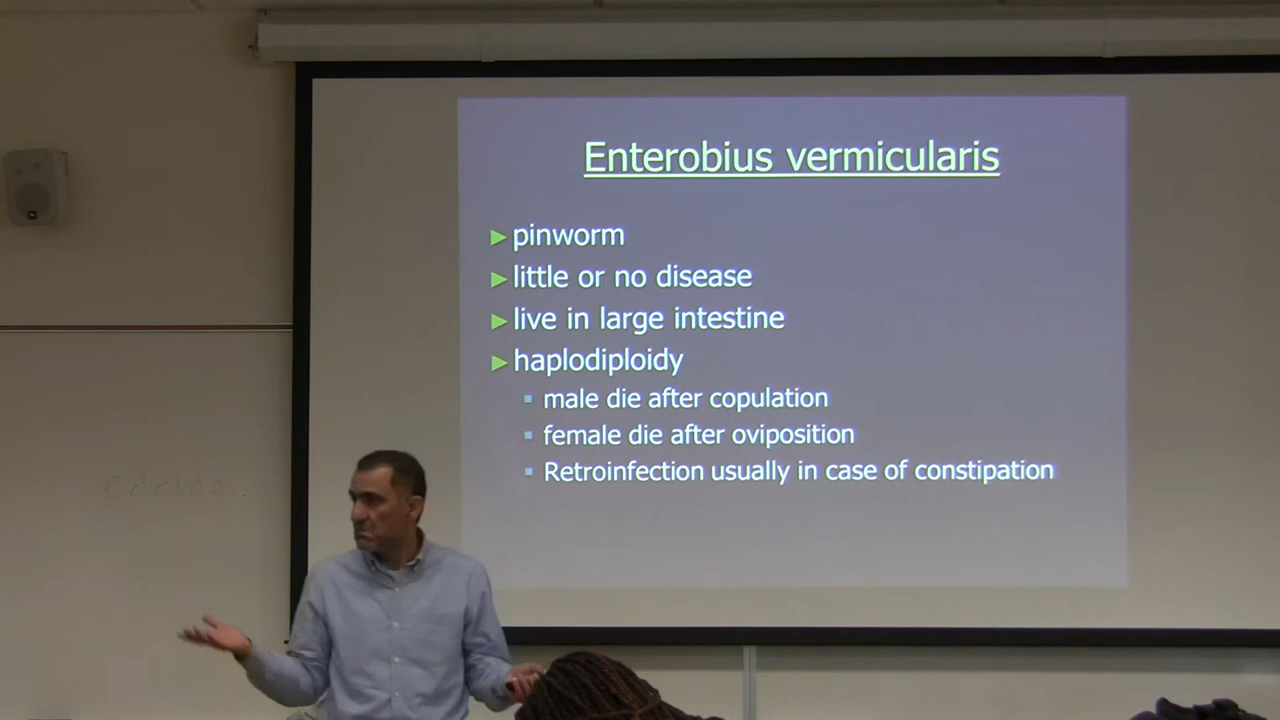 Enterobius vermicularis
►pinworm
►little or no disease
►live in large intestine
►haplodiploidy
▪ male die after copulation
▪ female die after oviposition
▪ Retroinfection usually in case of constipation